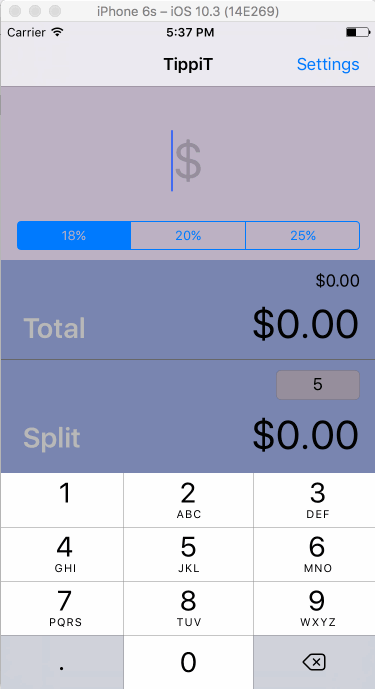 iPhone 6s – iOS 10.3 (14E269)
Carrier 5:37 PM
TippiT Settings
$
18% 20% 25%
$0.00
Total $0.00
5
Split $0.00
1 2 3
ABC DEF
4 5 6
GHI JKL MNO
7 8 9
PQRS TUV WXYZ
. 0